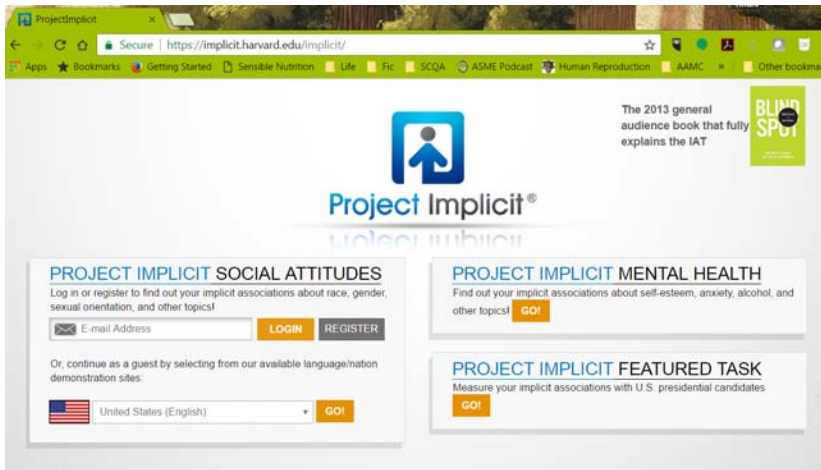 ProjectImplicit
Secure | https://implicit.harvard.edu/implicit/
Apps Bookmarks Getting Started Sensible Nutrition Life Fic SCQA ASME Podcast Human Reproduction AAMC » Other bookma
The 2013 general
audience book that fully
explains the IAT
BLIND
SPOT
Project Implicit®
PROJECT IMPLICIT SOCIAL ATTITUDES
Log in or register to find out your implicit associations about race, gender,
sexual orientation, and other topics!
E-mail Address LOGIN REGISTER
Or, continue as a guest by selecting from our available language/nation
demonstration sites:
United States (English) GO!
PROJECT IMPLICIT MENTAL HEALTH
Find out your implicit associations about self-esteem, anxiety, alcohol, and
other topics! GO!
PROJECT IMPLICIT FEATURED TASK
Measure your implicit associations with U.S. presidential candidates
GO!